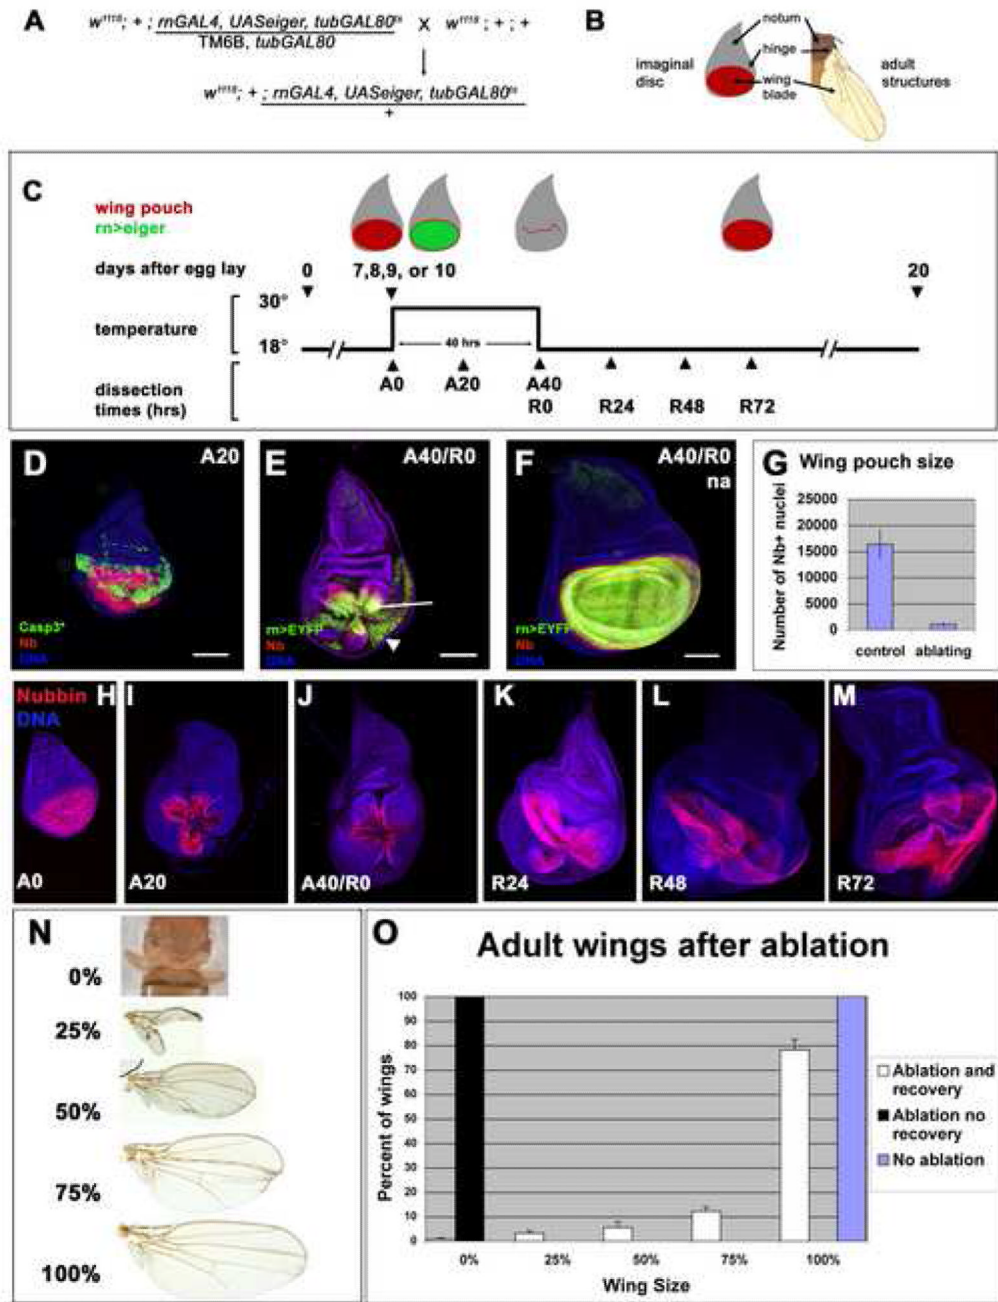 A
w1118; + ; rnGAL4, UASeiger, tubGAL80ts X w1118 ; + ; +
TM6B, tubGAL80
w1118; + ; rnGAL4, UASeiger, tubGAL80ts
+
B
notum
hinge
imaginal disc
wing blade
adult structures
C
wing pouch
rn>eiger
days after egg lay 0 7,8,9, or 10 20
30°
temperature
40 hrs
18°
dissection times (hrs)
A0 A20 A40
R0 R24 R48 R72
D A20
Casp3*
Nb
DNA
E A40/R0
rn>EYFP
Nb
DNA
F A40/R0
na
rn>EYFP
Nb
DNA
G Wing pouch size
Number of Nb+ nuclei
25000
20000
15000
10000
5000
0
control ablating
Nubbin H
DNA
A0
I
A20
J
A40/R0
K
R24
L
R48
M
R72
N
0%
25%
50%
75%
100%
O
Adult wings after ablation
Percent of wings
100
90
80
70
60
50
40
30
20
10
0
0% 25% 50% 75% 100%
Wing Size
Ablation and recovery
Ablation no recovery
No ablation